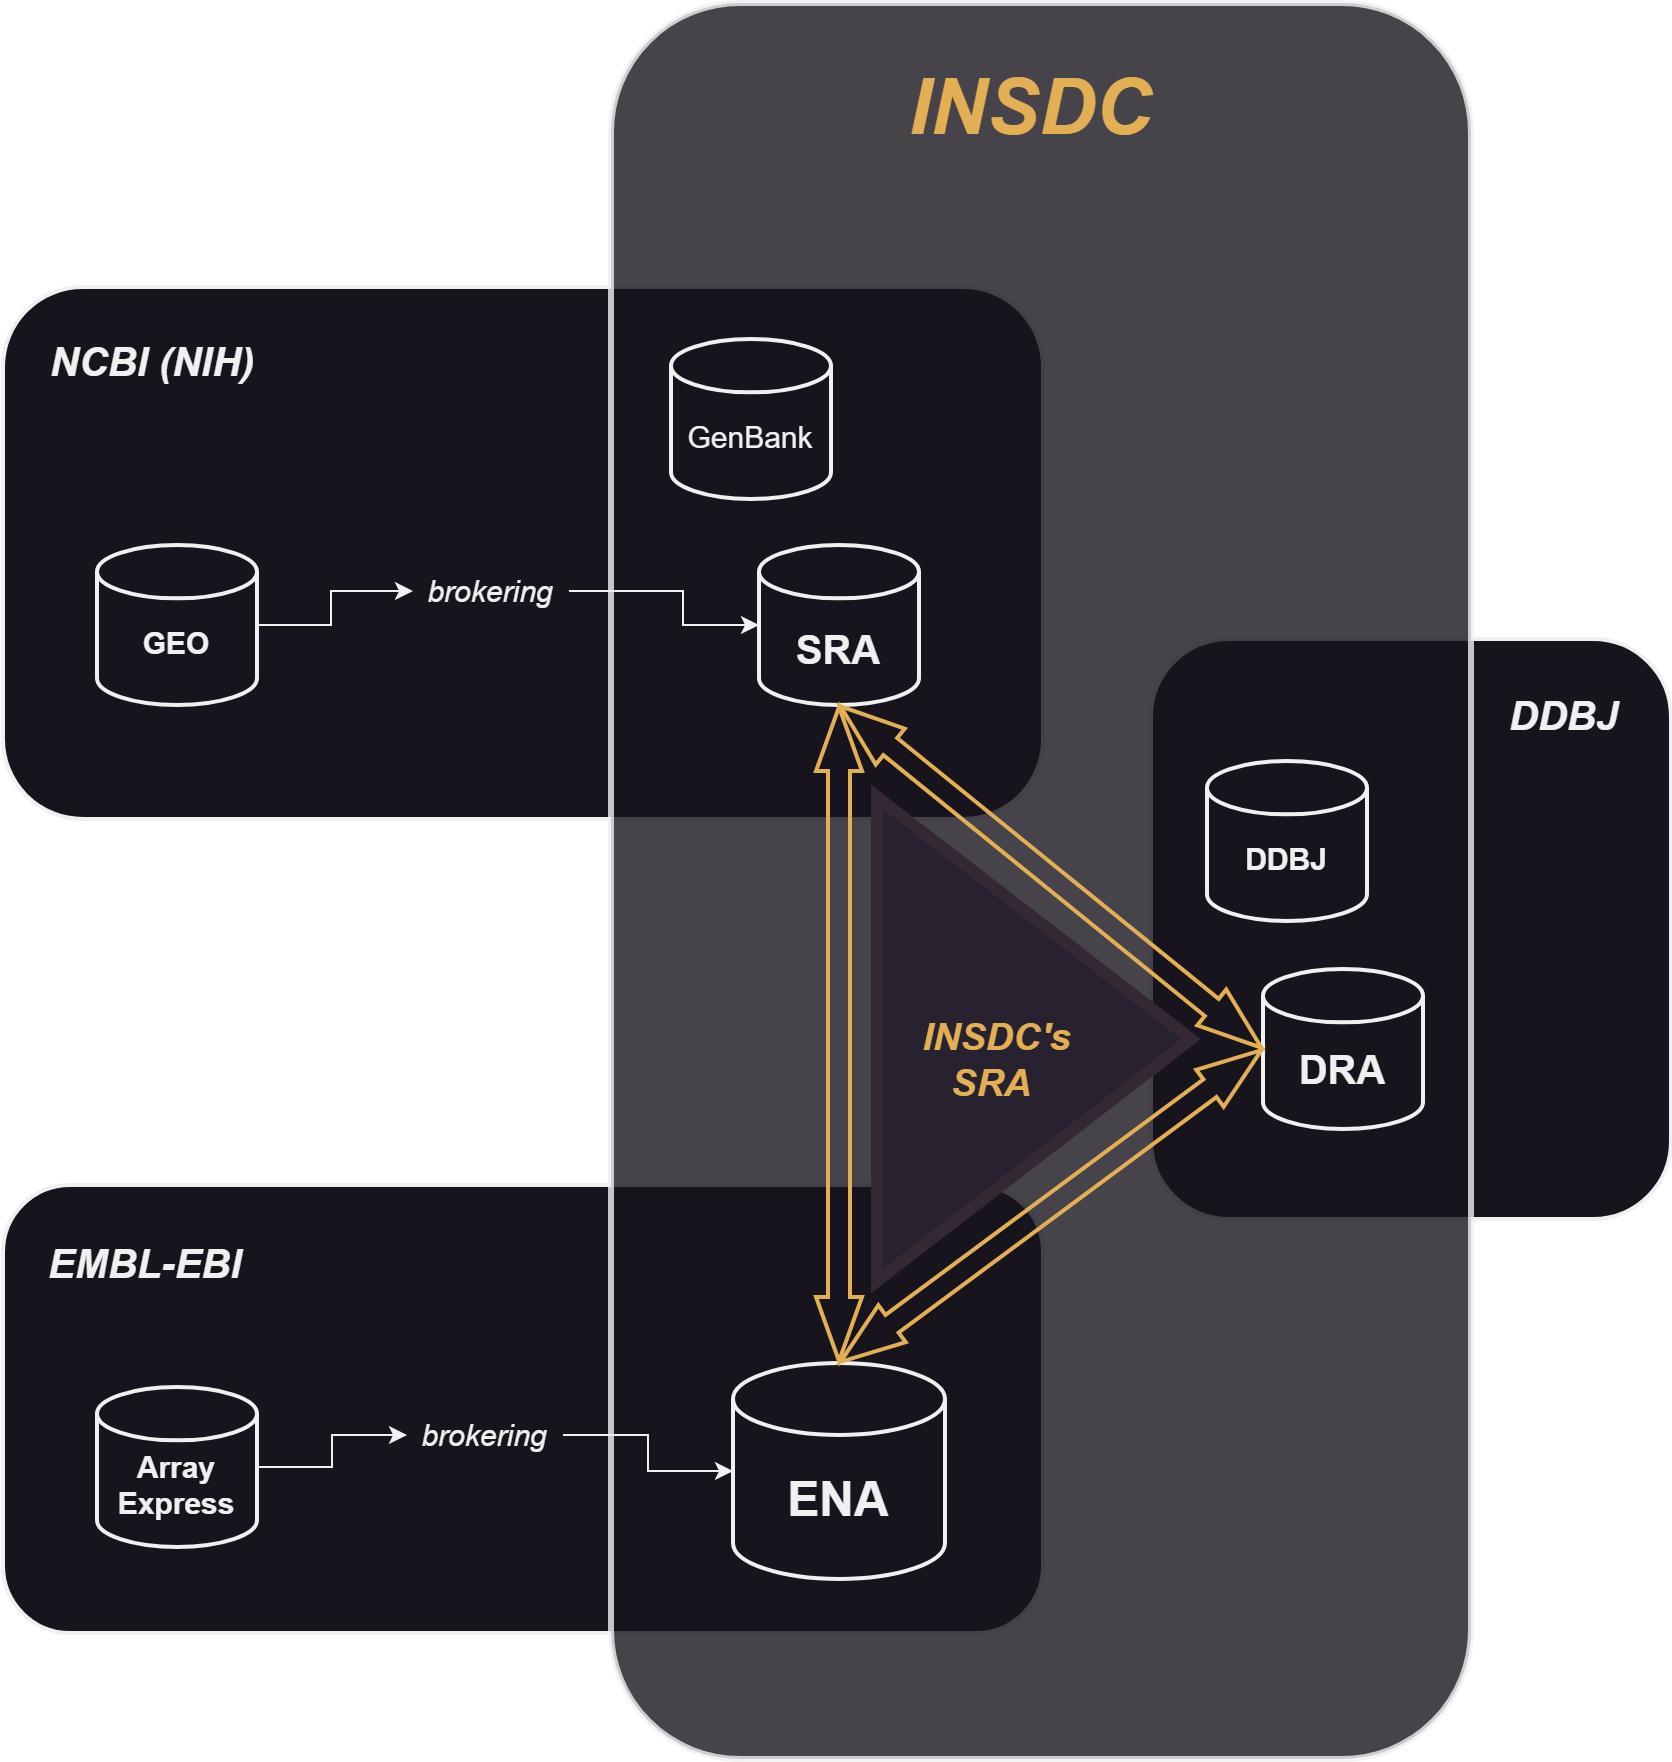 INSDC
NCBI (NIH)
GenBank
GEO
brokering
SRA
DDBJ
DDBJ
DRA
INSDC's
SRA
EMBL-EBI
Array
Express
brokering
ENA